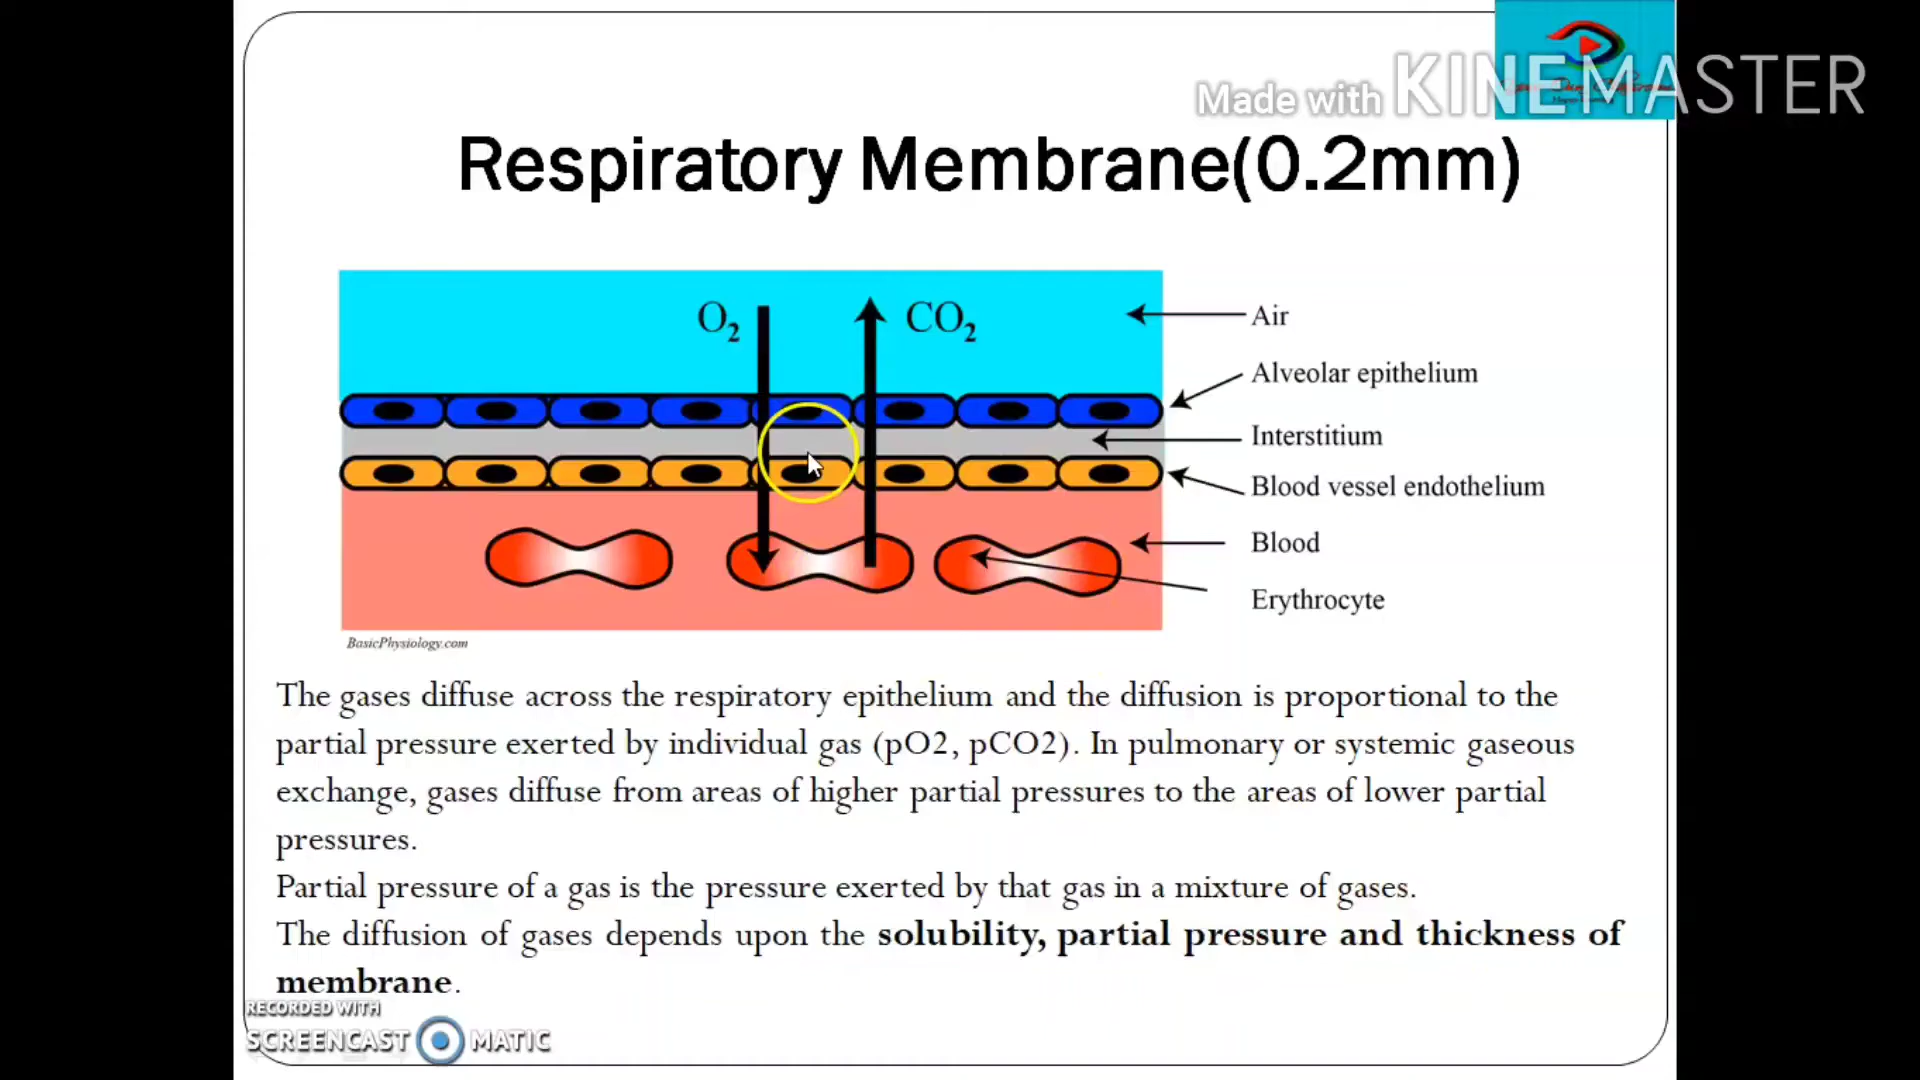 Made with KINEMASTER
Respiratory Membrane(0.2mm)
O2
CO2
Air
Alveolar epithelium
Interstitium
Blood vessel endothelium
Blood
Erythrocyte
BasicPhysiology.com
The gases diffuse across the respiratory epithelium and the diffusion is proportional to the
partial pressure exerted by individual gas (pO2, pCO2). In pulmonary or systemic gaseous
exchange, gases diffuse from areas of higher partial pressures to the areas of lower partial
pressures.
Partial pressure of a gas is the pressure exerted by that gas in a mixture of gases.
The diffusion of gases depends upon the solubility, partial pressure and thickness of
membrane.
RECORDED WITH
SCREENCAST MATIC